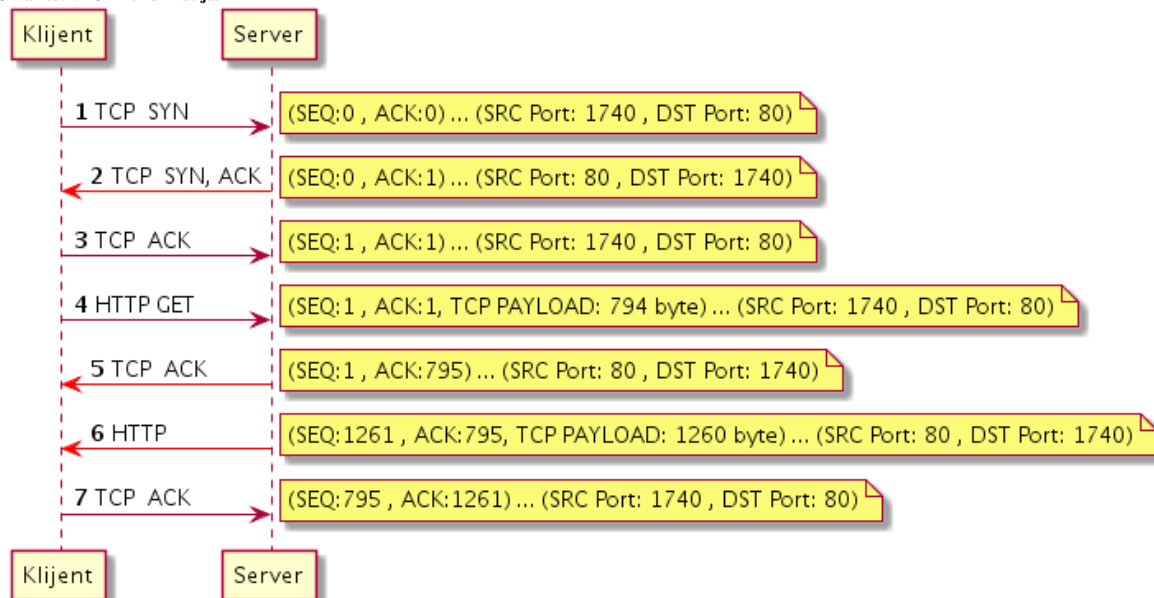 Klijent Server
1 TCP SYN (SEQ:0 , ACK:0) ... (SRC Port: 1740 , DST Port: 80)
2 TCP SYN, ACK (SEQ:0 , ACK:1) ... (SRC Port: 80 , DST Port: 1740)
3 TCP ACK (SEQ:1 , ACK:1) ... (SRC Port: 1740 , DST Port: 80)
4 HTTP GET (SEQ:1 , ACK:1, TCP PAYLOAD: 794 byte) ... (SRC Port: 1740 , DST Port: 80)
5 TCP ACK (SEQ:1 , ACK:795) ... (SRC Port: 80 , DST Port: 1740)
6 HTTP (SEQ:1261 , ACK:795, TCP PAYLOAD: 1260 byte) ... (SRC Port: 80 , DST Port: 1740)
7 TCP ACK (SEQ:795 , ACK:1261) ... (SRC Port: 1740 , DST Port: 80)
Klijent Server